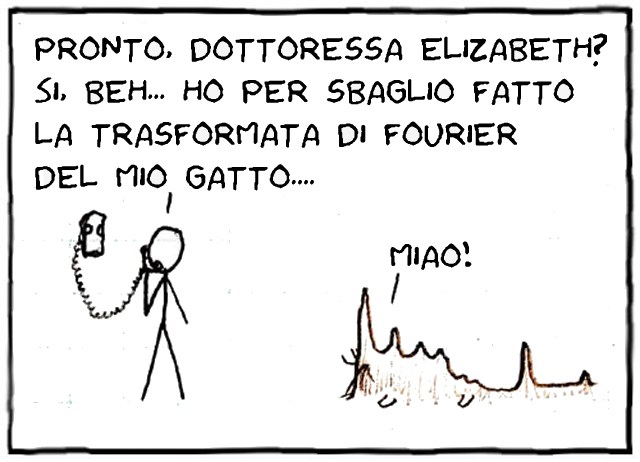 PRONTO, DOTTORESSA ELIZABETH?
SI, BEH... HO PER SBAGLIO FATTO
LA TRASFORMATA DI FOURIER
DEL MIO GATTO....
MIAO!